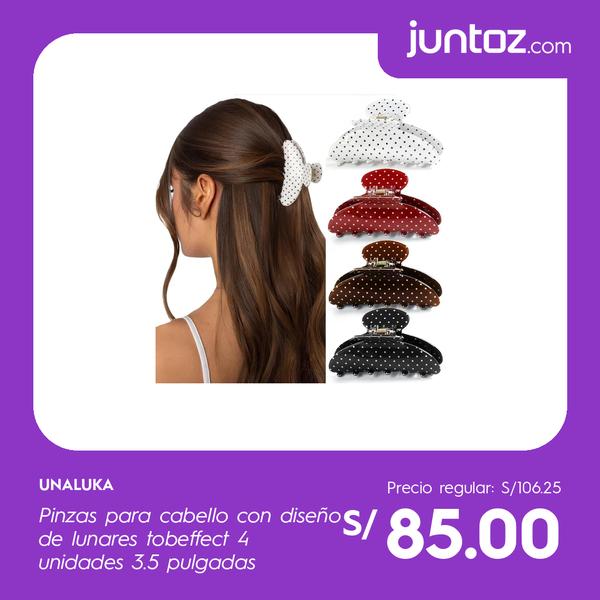 juntoz.com
UNALUKA
Pinzas para cabello con diseño
de lunares tobeffect 4
unidades 3.5 pulgadas
Precio regular: S/106.25
S/ 85.00